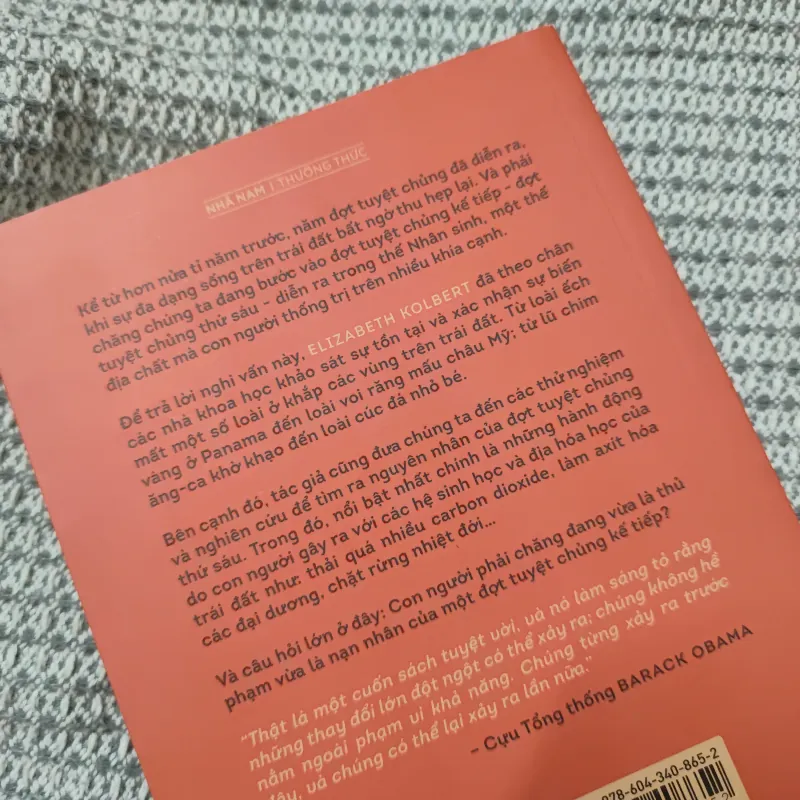 NHÃ NAM | THƯỜNG THỨC
Kể từ hơn nửa tỉ năm trước, năm đợt tuyệt chủng đã diễn ra,
khi sự đa dạng sống trên trái đất bất ngờ thu hẹp lại. Và phải
chăng chúng ta đang bước vào đợt tuyệt chủng kế tiếp – đợt
tuyệt chủng thứ sáu – diễn ra trong thế Nhân sinh, một thế
địa chất mà con người thống trị trên nhiều khía cạnh.
Để trả lời nghi vấn này, ELIZABETH KOLBERT đã theo chân
các nhà khoa học khảo sát sự tồn tại và xác nhận sự biến
mất một số loài ở khắp các vùng trên trái đất. Từ loài ếch
vàng ở Panama đến loài voi răng mấu châu Mỹ; từ lũ chim
ăng-ca khờ khạo đến loài cúc đá nhỏ bé.
Bên cạnh đó, tác giả cũng đưa chúng ta đến các thử nghiệm
và nghiên cứu để tìm ra nguyên nhân của đợt tuyệt chủng
thứ sáu. Trong đó, nổi bật nhất chính là những hành động
do con người gây ra với các hệ sinh học và địa hóa học của
trái đất như: thải quá nhiều carbon dioxide, làm axit hóa
các đại dương, chặt rừng nhiệt đới...
Và câu hỏi lớn ở đây: Con người phải chăng đang vừa là thủ
phạm vừa là nạn nhân của một đợt tuyệt chủng kế tiếp?
"Thật là một cuốn sách tuyệt vời, và nó làm sáng tỏ rằng
những thay đổi lớn đột ngột có thể xảy ra; chúng không hề
nằm ngoài phạm vi khả năng. Chúng từng xảy ra trước
đây, và chúng có thể lại xảy ra lần nữa."
– Cựu Tổng thống BARACK OBAMA
978-604-340-865-2